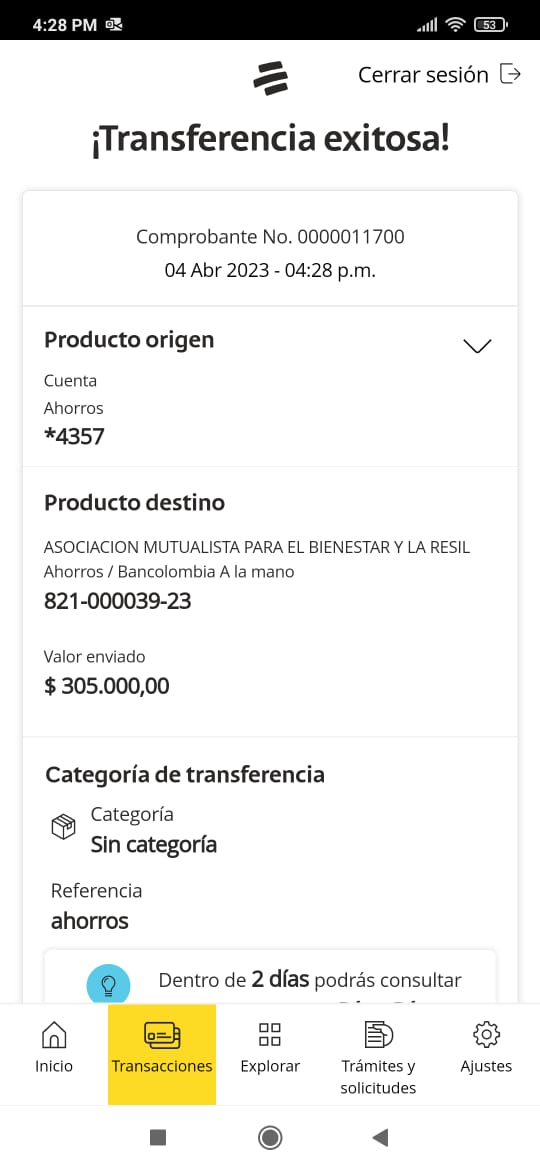 4:28 PM
53
Cerrar sesión
¡Transferencia exitosa!
Comprobante No. 0000011700
04 Abr 2023 - 04:28 p.m.
Producto origen
Cuenta
Ahorros
*4357
Producto destino
ASOCIACION MUTUALISTA PARA EL BIENESTAR Y LA RESIL
Ahorros / Bancolombia A la mano
821-000039-23
Valor enviado
$ 305.000,00
Categoría de transferencia
Categoría
Sin categoría
Referencia
ahorros
Dentro de 2 días podrás consultar
Inicio
Transacciones
Explorar
Trámites y
solicitudes
Ajustes